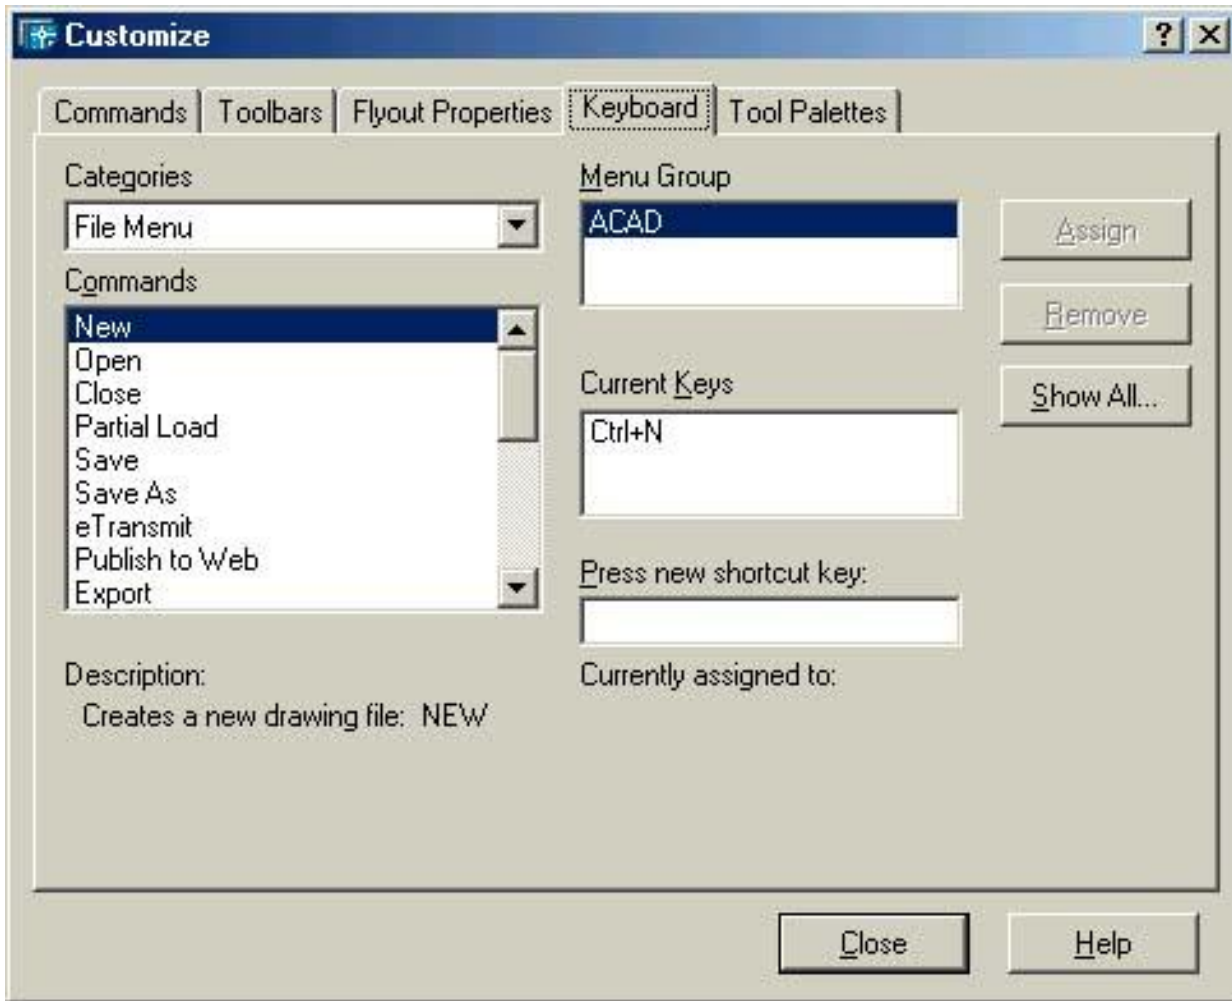 Customize
? X
Commands Toolbars Flyout Properties Keyboard Tool Palettes
Categories
File Menu
Commands
New
Open
Close
Partial Load
Save
Save As
eTransmit
Publish to Web
Export
Description:
Creates a new drawing file: NEW
Menu Group
ACAD
Current Keys
Ctrl+N
Press new shortcut key:
Currently assigned to:
Assign
Remove
Show All...
Close
Help